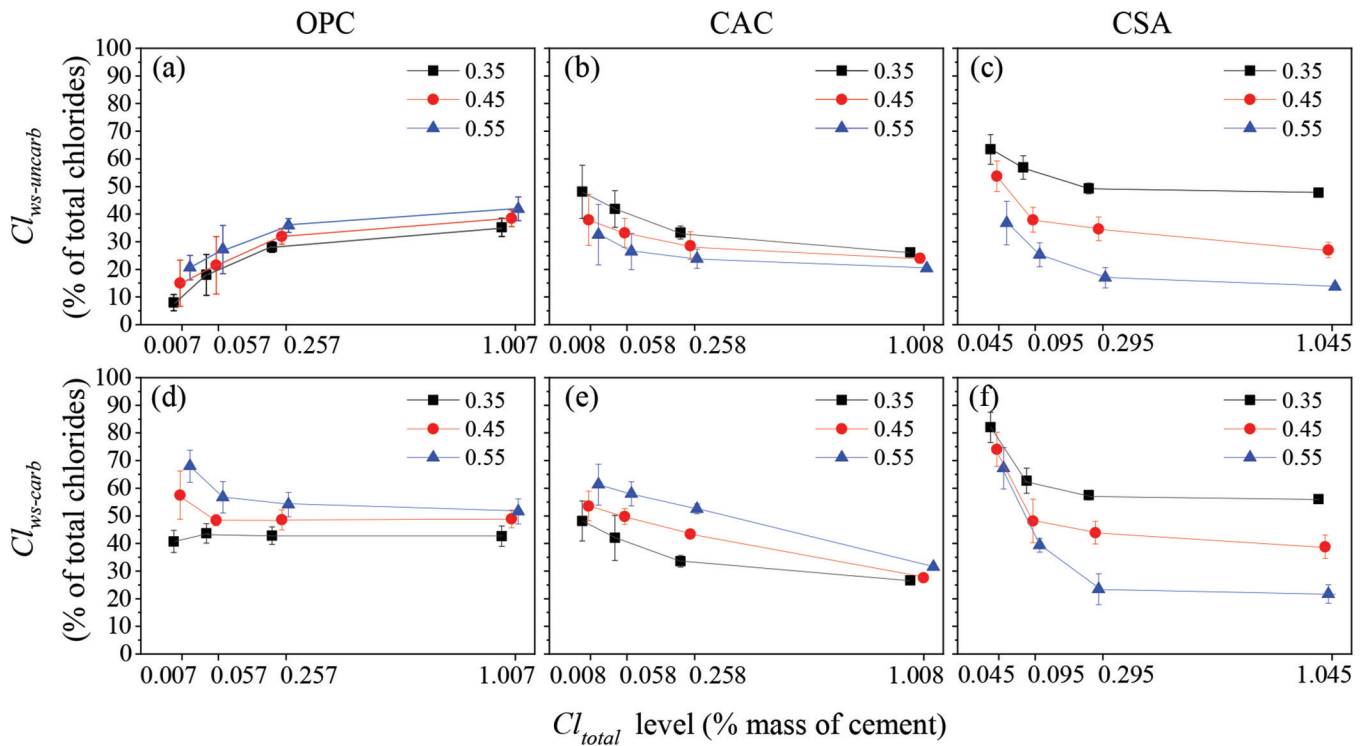 OPC CAC CSA
Cl_ws-uncarb
(% of total chlorides)
100
90
80
70
60
50
40
30
20
10
0
(a)
0.35
0.45
0.55
(b)
0.35
0.45
0.55
(c)
0.35
0.45
0.55
0.007 0.057 0.257 1.007
0.008 0.058 0.258 1.008
0.045 0.095 0.295 1.045
Cl_ws-carb
(% of total chlorides)
100
90
80
70
60
50
40
30
20
10
0
(d)
0.35
0.45
0.55
(e)
0.35
0.45
0.55
(f)
0.35
0.45
0.55
0.007 0.057 0.257 1.007
0.008 0.058 0.258 1.008
0.045 0.095 0.295 1.045
Cl_total level (% mass of cement)